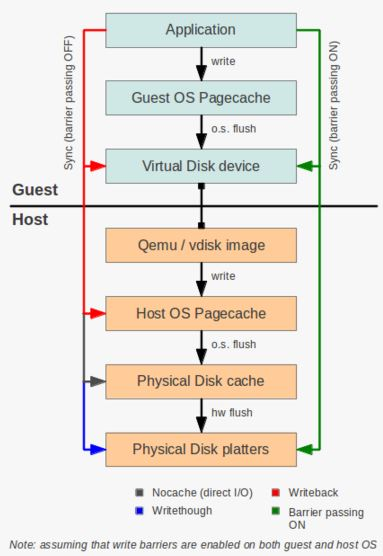 Application
write
Guest OS Pagecache
o.s. flush
Virtual Disk device
Sync (barrier passing OFF)
Sync (barrier passing ON)
Guest
Host
Qemu / vdisk image
write
Host OS Pagecache
o.s. flush
Physical Disk cache
hw flush
Physical Disk platters
Nocache (direct I/O)
Writeback
Writethough
Barrier passing
ON
Note: assuming that write barriers are enabled on both guest and host OS